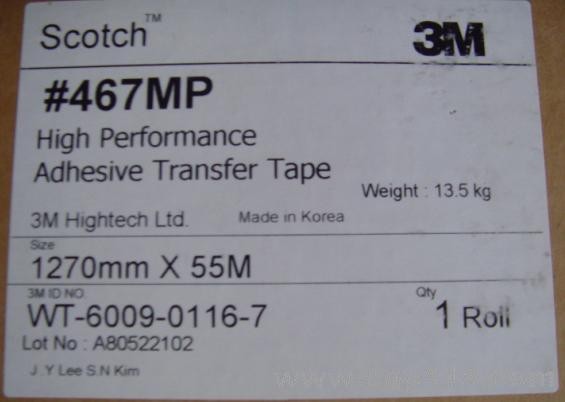 Scotch™
3M
#467MP
High Performance
Adhesive Transfer Tape
Weight : 13.5 kg
3M Hightech Ltd.
Made in Korea
Size
1270mm X 55M
3M ID NO.
Qty
WT-6009-0116-7
1 Roll
Lot No : A80522102
J .Y Lee S.N Kim